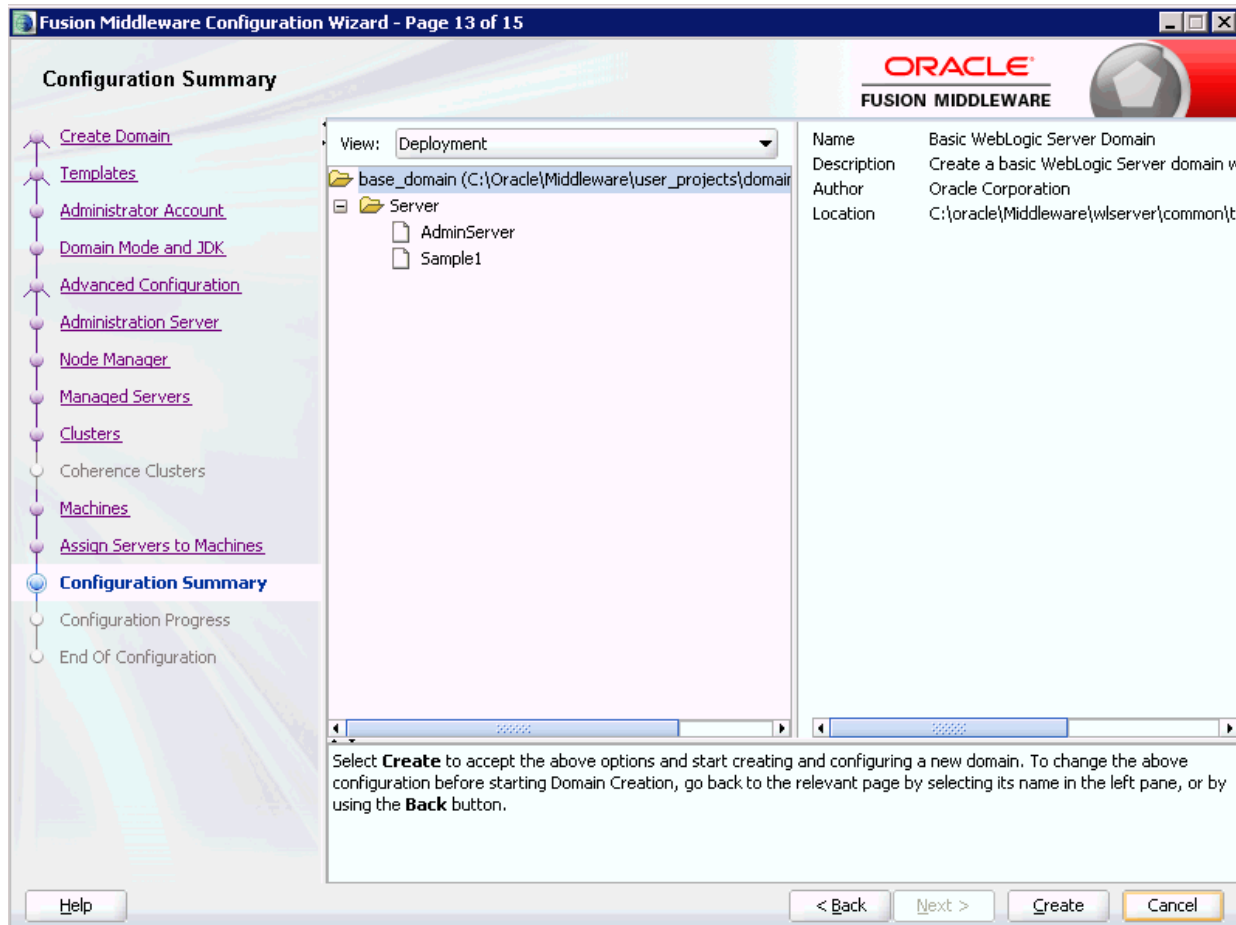 Fusion Middleware Configuration Wizard - Page 13 of 15
Configuration Summary
ORACLE
FUSION MIDDLEWARE
Create Domain
Templates
Administrator Account
Domain Mode and JDK
Advanced Configuration
Administration Server
Node Manager
Managed Servers
Clusters
Coherence Clusters
Machines
Assign Servers to Machines
Configuration Summary
Configuration Progress
End Of Configuration
View: Deployment
base_domain (C:\Oracle\Middleware\user_projects\domair
Server
AdminServer
Sample1
Name Basic WebLogic Server Domain
Description Create a basic WebLogic Server domain w
Author Oracle Corporation
Location C:\oracle\Middleware\wlserver\common\t
Select Create to accept the above options and start creating and configuring a new domain. To change the above
configuration before starting Domain Creation, go back to the relevant page by selecting its name in the left pane, or by
using the Back button.
Help
< Back
Next >
Create
Cancel